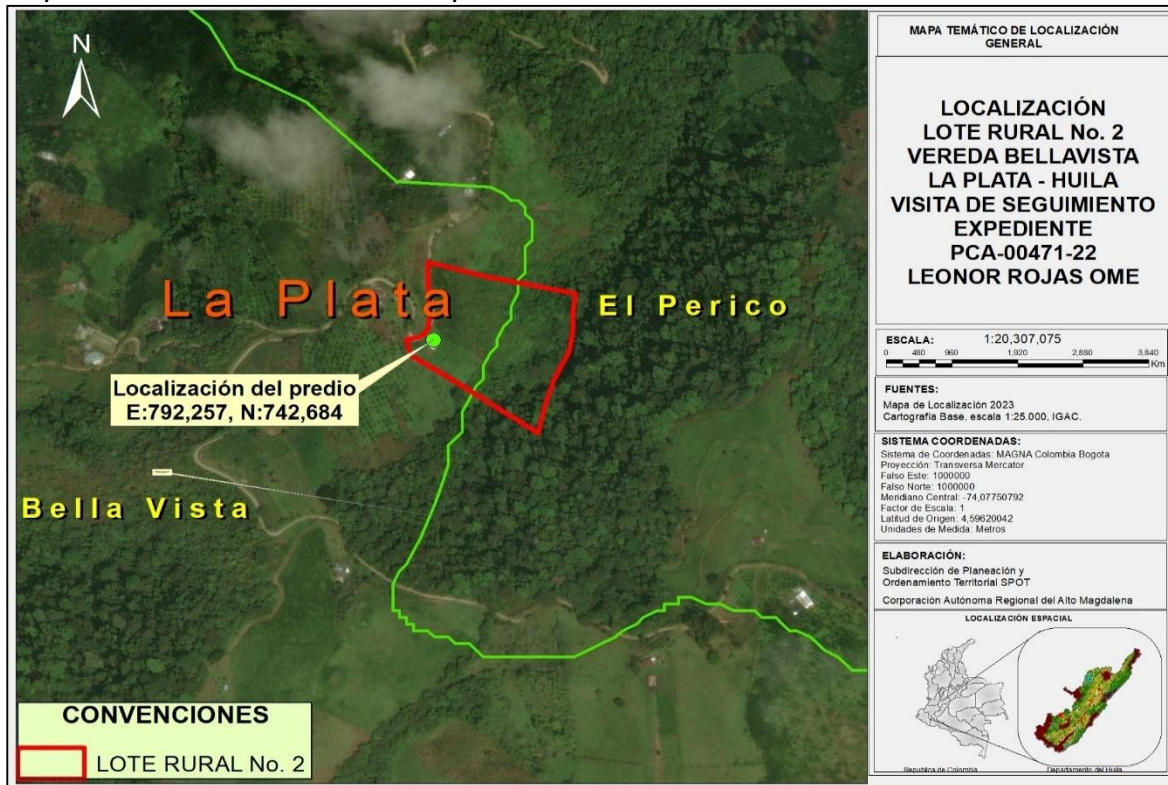 N
La Plata
El Perico
Localización del predio
E:792,257, N:742,684
Bella Vista
CONVENCIONES
LOTE RURAL No. 2
MAPA TEMÁTICO DE LOCALIZACIÓN
GENERAL
LOCALIZACIÓN
LOTE RURAL No. 2
VEREDA BELLAVISTA
LA PLATA - HUILA
VISITA DE SEGUIMIENTO
EXPEDIENTE
PCA-00471-22
LEONOR ROJAS OME
ESCALA: 1:20,307,075
0 480 960 1,920 2,880 3,840
Km
FUENTES:
Mapa de Localización 2023
Cartografía Base, escala 1:25.000, IGAC.
SISTEMA COORDENADAS:
Sistema de Coordenadas: MAGNA Colombia Bogota
Proyección: Transversa Mercator
Falso Este: 1000000
Falso Norte: 1000000
Meridiano Central: -74,07750792
Factor de Escala: 1
Latitud de Origen: 4,59620042
Unidades de Medida: Metros
ELABORACIÓN:
Subdirección de Planeación y
Ordenamiento Territorial SPOT
Corporación Autónoma Regional del Alto Magdalena
LOCALIZACIÓN ESPACIAL
República de Colombia
Departamento del Huila